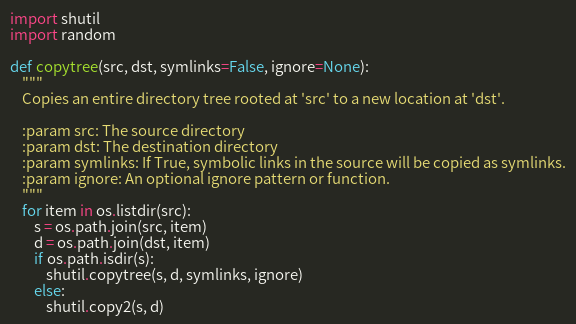 import shutil
import random
def copytree(src, dst, symlinks=False, ignore=None):
"""
Copies an entire directory tree rooted at 'src' to a new location at 'dst'.
:param src: The source directory
:param dst: The destination directory
:param symlinks: If True, symbolic links in the source will be copied as symlinks.
:param ignore: An optional ignore pattern or function.
"""
for item in os.listdir(src):
s = os.path.join(src, item)
d = os.path.join(dst, item)
if os.path.isdir(s):
shutil.copytree(s, d, symlinks, ignore)
else:
shutil.copy2(s, d)